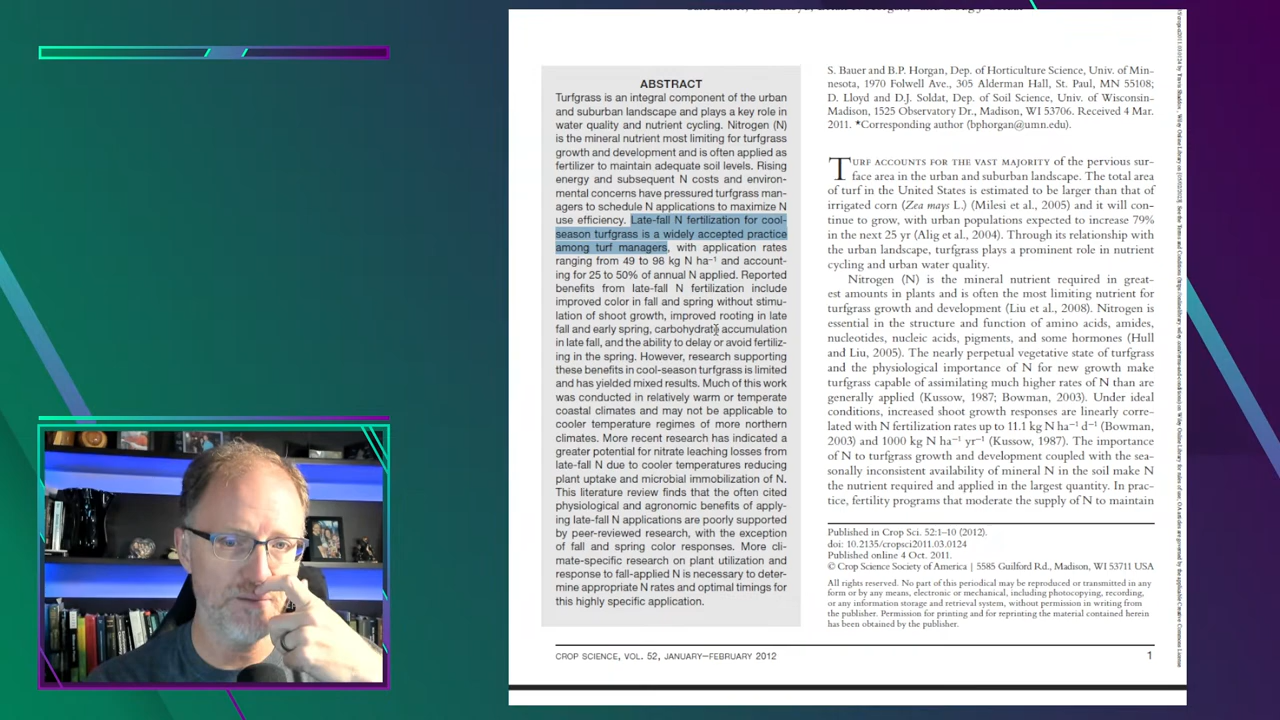 ABSTRACT
Turfgrass is an integral component of the urban
and suburban landscape and plays a key role in
water quality and nutrient cycling. Nitrogen (N)
is the mineral nutrient most limiting for turfgrass
growth and development and is often applied as
fertilizer to maintain adequate soil levels. Rising
energy and subsequent N costs and environ-
mental concerns have pressured turfgrass man-
agers to schedule N applications to maximize N
use efficiency. Late-fall N fertilization for cool-
season turfgrass is a widely accepted practice
among turf managers, with application rates
ranging from 49 to 98 kg N ha⁻¹ and account-
ing for 25 to 50% of annual N applied. Reported
benefits from late-fall N fertilization include
improved color in fall and spring without stimu-
lation of shoot growth, improved rooting in late
fall and early spring, carbohydrate accumulation
in late fall, and the ability to delay or avoid fertiliz-
ing in the spring. However, research supporting
these benefits in cool-season turfgrass is limited
and has yielded mixed results. Much of this work
was conducted in relatively warm or temperate
coastal climates and may not be applicable to
cooler temperature regimes of more northern
climates. More recent research has indicated a
greater potential for nitrate leaching losses from
late-fall N due to cooler temperatures reducing
plant uptake and microbial immobilization of N.
This literature review finds that the often cited
physiological and agronomic benefits of apply-
ing late-fall N applications are poorly supported
by peer-reviewed research, with the exception
of fall and spring color responses. More cli-
mate-specific research on plant utilization and
response to fall-applied N is necessary to deter-
mine appropriate N rates and optimal timings for
this highly specific application.
S. Bauer and B.P. Horgan, Dep. of Horticulture Science, Univ. of Min-
nesota, 1970 Folwell Ave., 305 Alderman Hall, St. Paul, MN 55108;
D. Lloyd and D.J. Soldat, Dep. of Soil Science, Univ. of Wisconsin-
Madison, 1525 Observatory Dr., Madison, WI 53706. Received 4 Mar.
2011. *Corresponding author (bphorgan@umn.edu).
TURF ACCOUNTS FOR THE VAST MAJORITY of the pervious sur-
face area in the urban and suburban landscape. The total area
of turf in the United States is estimated to be larger than that of
irrigated corn (Zea mays L.) (Milesi et al., 2005) and it will con-
tinue to grow, with urban populations expected to increase 79%
in the next 25 yr (Alig et al., 2004). Through its relationship with
the urban landscape, turfgrass plays a prominent role in nutrient
cycling and urban water quality.
Nitrogen (N) is the mineral nutrient required in great-
est amounts in plants and is often the most limiting nutrient for
turfgrass growth and development (Liu et al., 2008). Nitrogen is
essential in the structure and function of amino acids, amides,
nucleotides, nucleic acids, pigments, and some hormones (Hull
and Liu, 2005). The nearly perpetual vegetative state of turfgrass
and the physiological importance of N for new growth make
turfgrass capable of assimilating much higher rates of N than are
generally applied (Kussow, 1987; Bowman, 2003). Under ideal
conditions, increased shoot growth responses are linearly corre-
lated with N fertilization rates up to 11.1 kg N ha⁻¹ d⁻¹ (Bowman,
2003) and 1000 kg N ha⁻¹ yr⁻¹ (Kussow, 1987). The importance
of N to turfgrass growth and development coupled with the sea-
sonally inconsistent availability of mineral N in the soil make N
the nutrient required and applied in the largest quantity. In prac-
tice, fertility programs that moderate the supply of N to maintain
Published in Crop Sci. 52:1–10 (2012).
doi: 10.2135/cropsci2011.03.0124
Published online 4 Oct. 2011.
© Crop Science Society of America | 5585 Guilford Rd., Madison, WI 53711 USA
All rights reserved. No part of this periodical may be reproduced or transmitted in any
form or by any means, electronic or mechanical, including photocopying, recording,
or any information storage and retrieval system, without permission in writing from
the publisher. Permission for printing and for reprinting the material contained herein
has been obtained by the publisher.
CROP SCIENCE, VOL. 52, JANUARY–FEBRUARY 2012
1